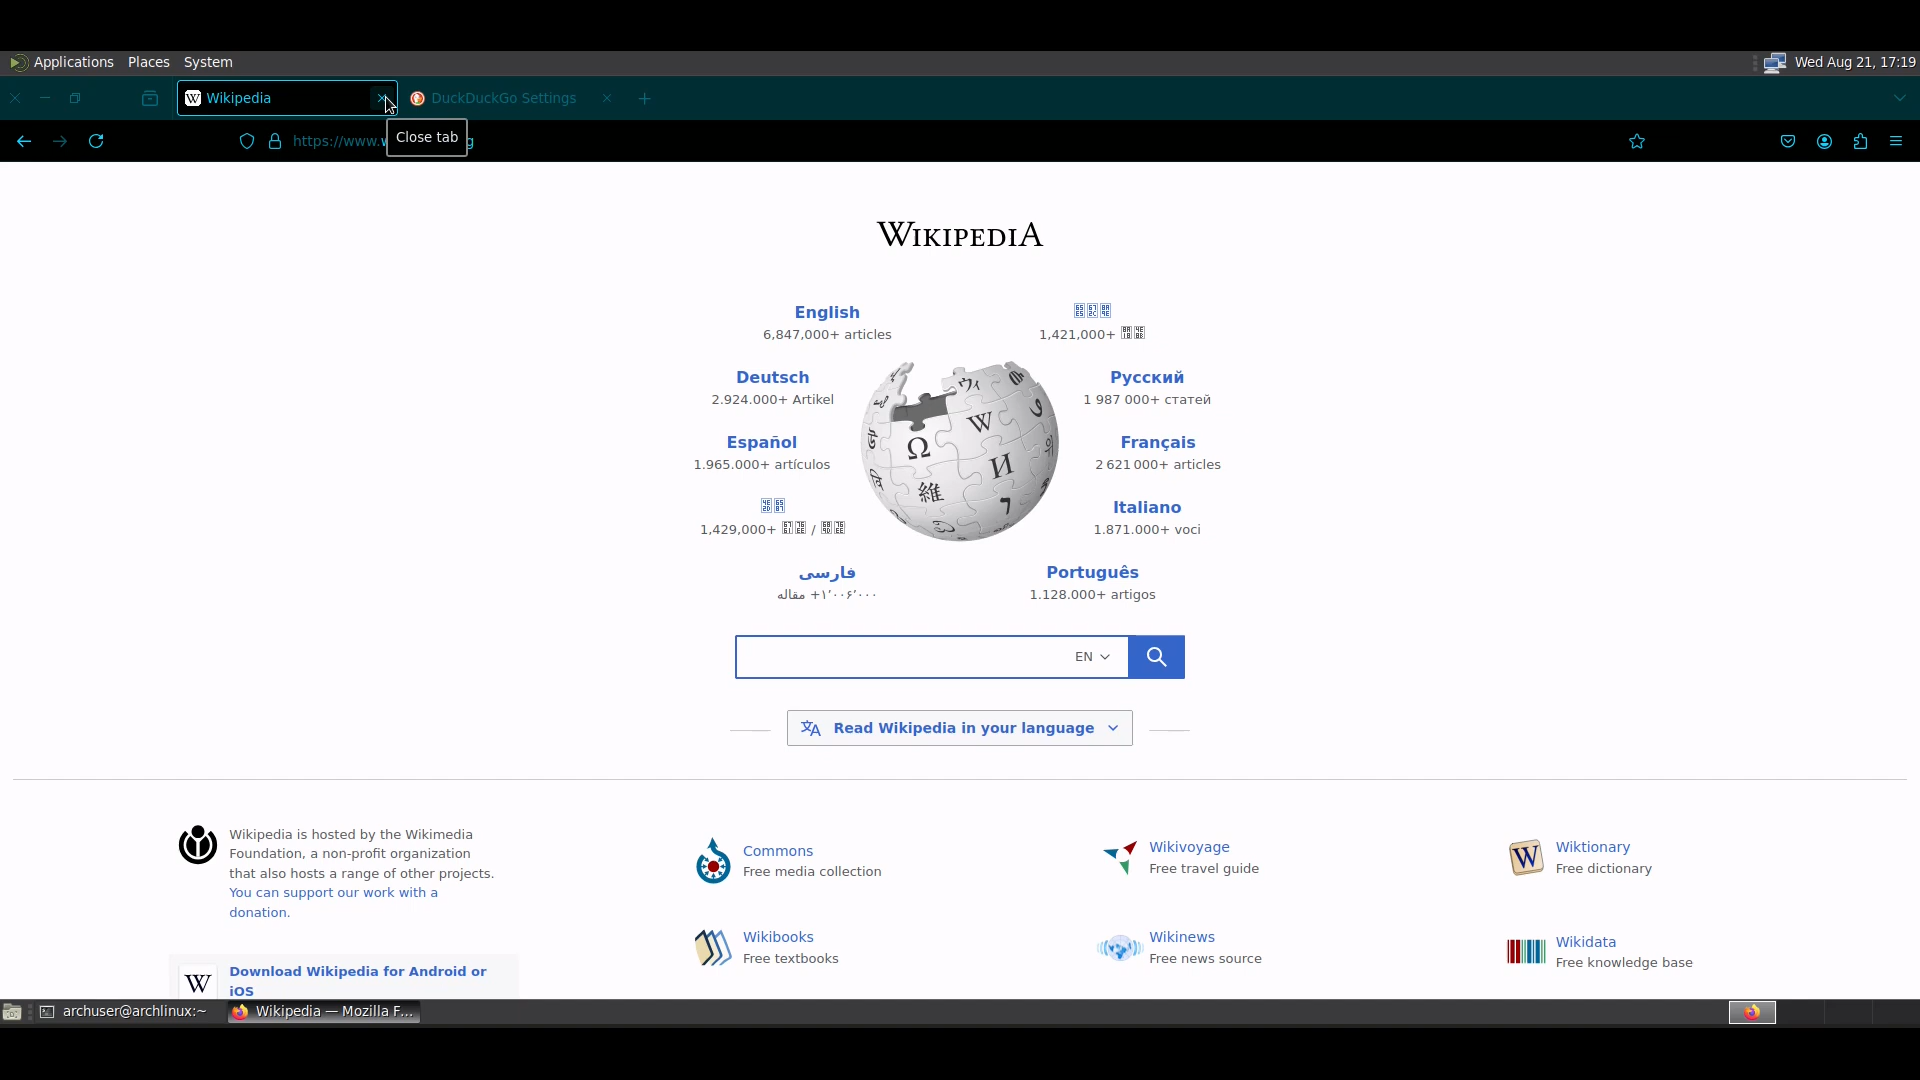 Applications Places System
Wed Aug 21, 17:19
Wikipedia
DuckDuckGo Settings
https://www.
Close tab
WIKIPEDIA
English
6,847,000+ articles
1,421,000+
Deutsch
2.924.000+ Artikel
Русский
1 987 000+ статей
Español
1.965.000+ artículos
Français
2 621 000+ articles
1,429,000+ /
Italiano
1.871.000+ voci
فارسی
۱٬۰۰۶٬۰۰۰+ مقاله
Português
1.128.000+ artigos
EN
Read Wikipedia in your language
Wikipedia is hosted by the Wikimedia
Foundation, a non-profit organization
that also hosts a range of other projects.
You can support our work with a
donation.
Download Wikipedia for Android or
iOS
Commons
Free media collection
Wikivoyage
Free travel guide
Wiktionary
Free dictionary
Wikibooks
Free textbooks
Wikinews
Free news source
Wikidata
Free knowledge base
archuser@archlinux:~
Wikipedia — Mozilla F...